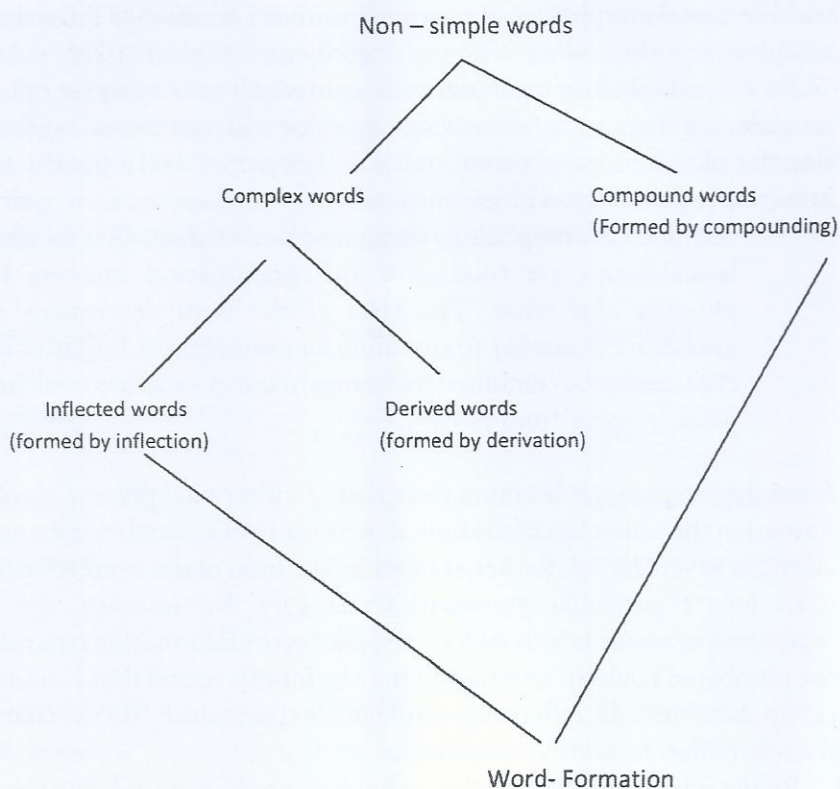 Non – simple words
Complex words
Compound words
(Formed by compounding)
Inflected words
(formed by inflection)
Derived words
(formed by derivation)
Word- Formation